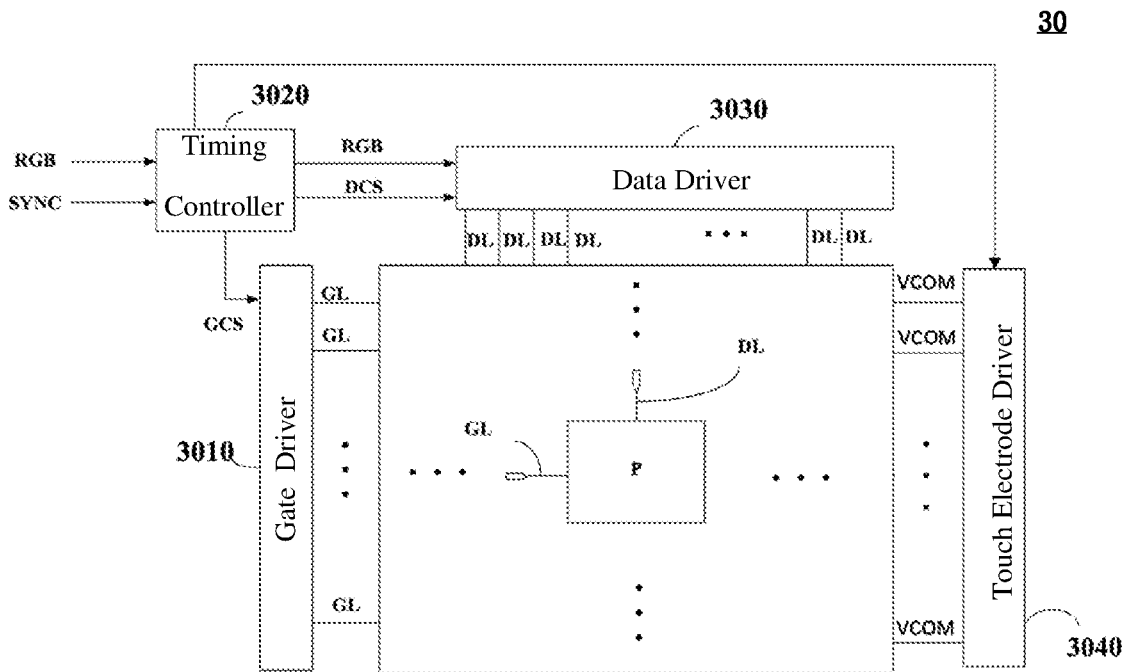 30
3020
3030
Timing
Controller
RGB
SYNC
RGB
DCS
Data Driver
DL DL DL DL DL DL
GCS
GL
GL
GL
VCOM
VCOM
VCOM
DL
GL
P
3010
Gate Driver
Touch Electrode Driver
3040